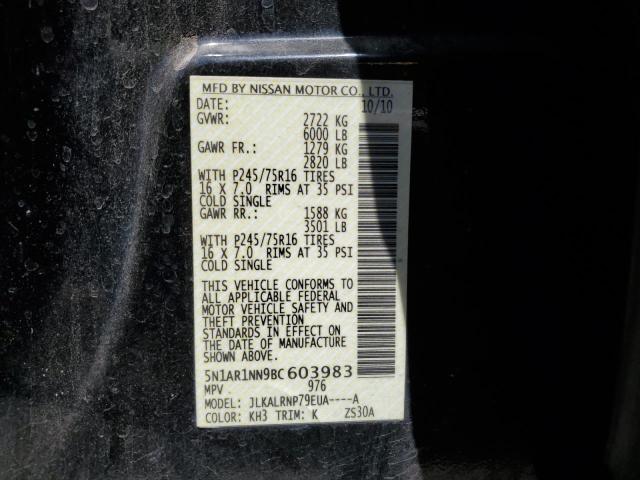 MFD BY NISSAN MOTOR CO., LTD.
DATE: 10/10
GVWR: 2722 KG
6000 LB
GAWR FR.: 1279 KG
2820 LB
WITH P245/75R16 TIRES
16 X 7.0 RIMS AT 35 PSI
COLD SINGLE
GAWR RR.: 1588 KG
3501 LB
WITH P245/75R16 TIRES
16 X 7.0 RIMS AT 35 PSI
COLD SINGLE
THIS VEHICLE CONFORMS TO
ALL APPLICABLE FEDERAL
MOTOR VEHICLE SAFETY AND
THEFT PREVENTION
STANDARDS IN EFFECT ON
THE DATE OF MANUFACTURE
SHOWN ABOVE.
5N1AR1NN9BC603983
MPV 976
MODEL: JLKALRNP79EUA----A
COLOR: KH3 TRIM: K ZS30A